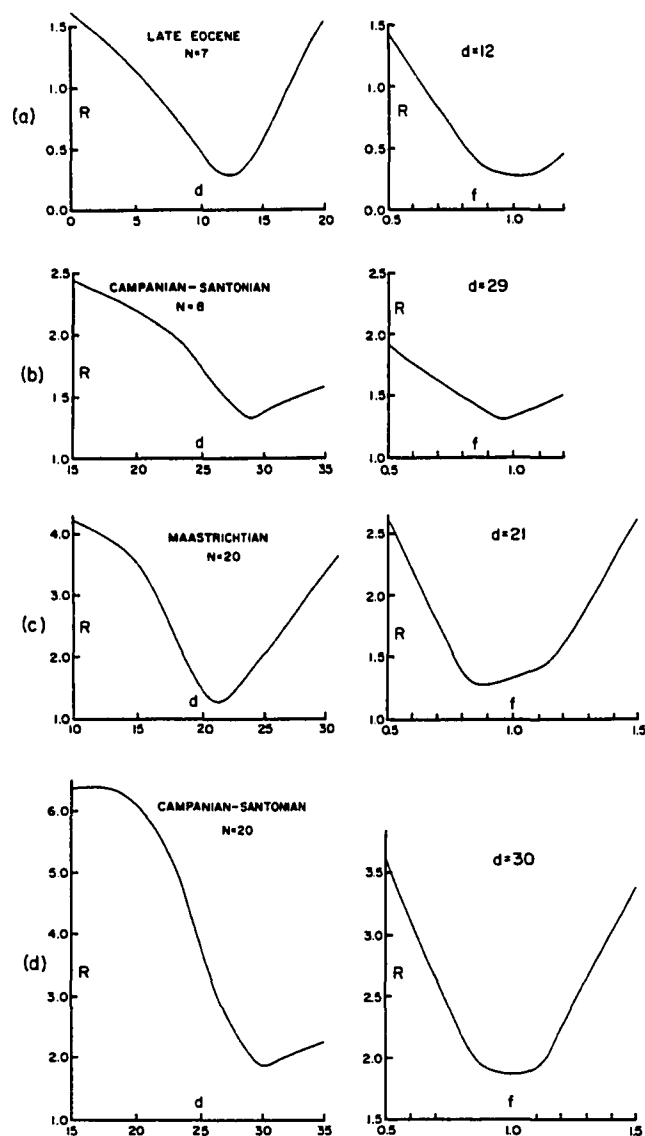 (a)
1.5
1.0
0.5
0.0
R
LATE EOCENE
N=7
d
0
5
10
15
20
1.5
1.0
0.5
0.0
R
d=12
f
0.5
1.0
(b)
2.5
2.0
1.5
1.0
R
CAMPANIAN-SANTONIAN
N=8
d
15
20
25
30
35
2.5
2.0
1.5
1.0
R
d=29
f
0.5
1.0
(c)
4.0
3.0
2.0
1.0
R
MAASTRICHTIAN
N=20
d
10
15
20
25
30
2.5
2.0
1.5
1.0
R
d=21
f
0.5
1.0
1.5
(d)
6.0
5.0
4.0
3.0
2.0
1.0
R
CAMPANIAN-SANTONIAN
N=20
d
15
20
25
30
35
3.5
3.0
2.5
2.0
1.5
R
d=30
f
0.5
1.0
1.5